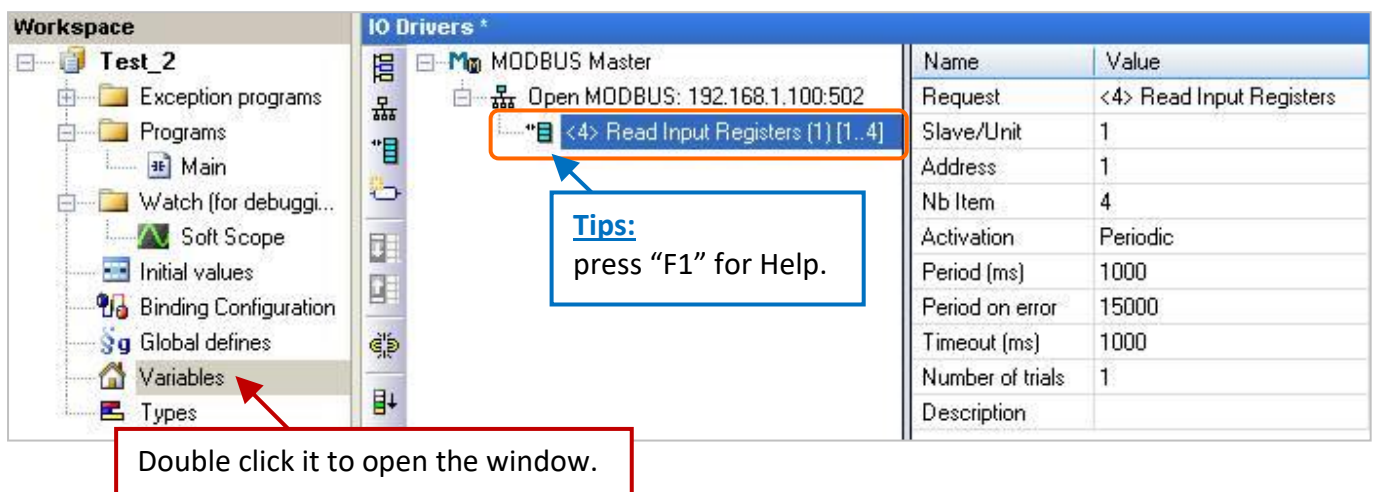 Workspace
Test_2
Exception programs
Programs
Main
Watch (for debuggi...
Soft Scope
Initial values
Binding Configuration
Global defines
Variables
Types
Double click it to open the window.
IO Drivers *
MODBUS Master
Open MODBUS: 192.168.1.100:502
<4> Read Input Registers (1) [1..4]
Tips:
press “F1” for Help.
Name Value
Request <4> Read Input Registers
Slave/Unit 1
Address 1
Nb Item 4
Activation Periodic
Period (ms) 1000
Period on error 15000
Timeout (ms) 1000
Number of trials 1
Description